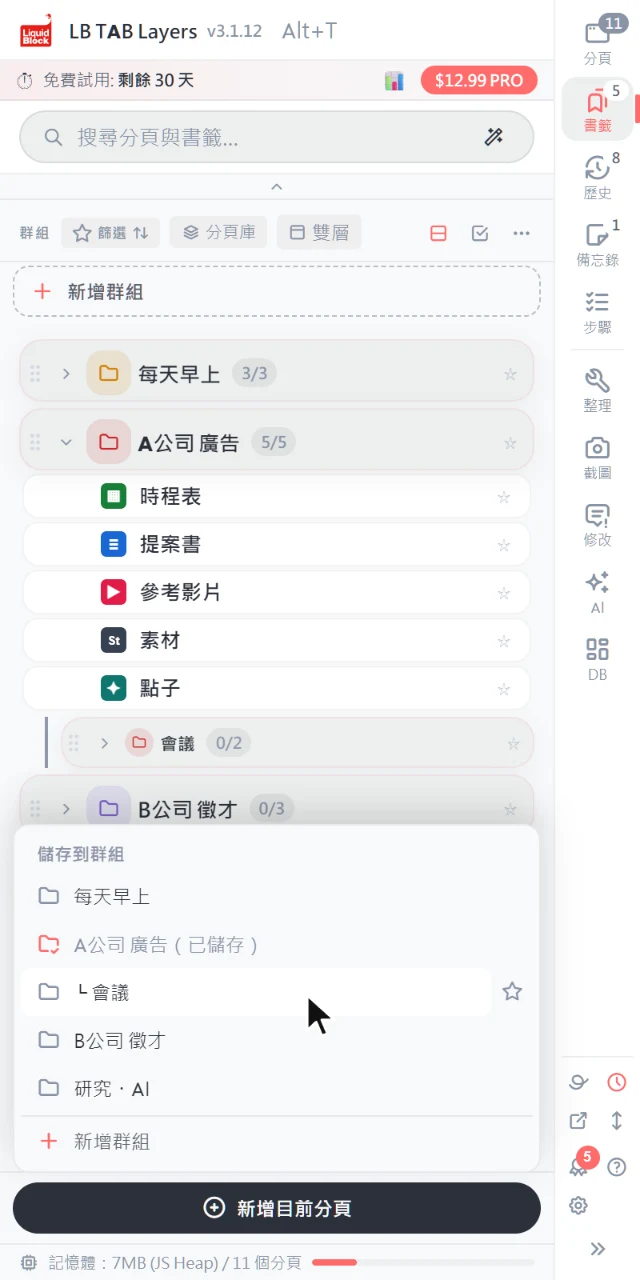 Liquid Block LB TAB Layers v3.1.12 Alt+T
免費試用: 剩餘 30 天 $12.99 PRO
搜尋分頁與書籤...
群組 篩選 分頁庫 雙層
新增群組
每天早上 3/3
A公司 廣告 5/5
時程表
提案書
參考影片
St 素材
點子
會議 0/2
B公司 徵才 0/3
儲存到群組
每天早上
A公司 廣告 ( 已儲存 )
└ 會議
B公司 徵才
研究 · AI
新增群組
新增目前分頁
記憶體：7MB (JS Heap) / 11 個分頁
11
分頁
5
書籤
8
歷史
1
備忘錄
步驟
整理
截圖
修改
AI
DB
5